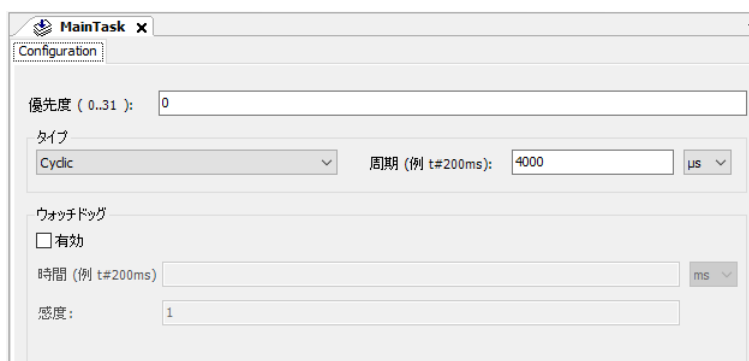 MainTask
Configuration
優先度 ( 0..31 ): 0
タイプ
Cyclic 周期 (例 t#200ms): 4000 µs
ウォッチドッグ
有効
時間 (例 t#200ms) ms
感度: 1